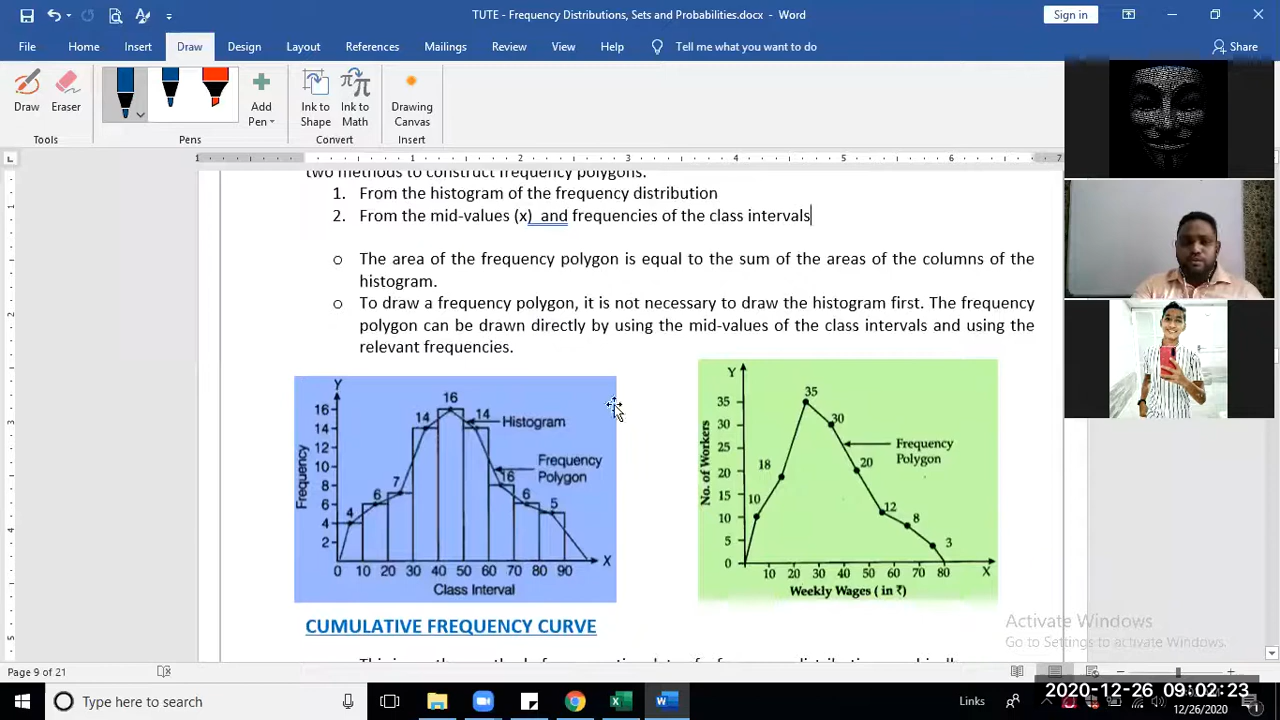 TUTE - Frequency Distributions, Sets and Probabilities.docx - Word
Sign in
File Home Insert Draw Design Layout References Mailings Review View Help Tell me what you want to do Share
Draw Eraser Add Pen Ink to Shape Ink to Math Drawing Canvas
Tools Pens Convert Insert
1 1 2 3 4 5 6 7
two methods to construct frequency polygons.
1. From the histogram of the frequency distribution
2. From the mid-values (x) and frequencies of the class intervals
o The area of the frequency polygon is equal to the sum of the areas of the columns of the
histogram.
o To draw a frequency polygon, it is not necessary to draw the histogram first. The frequency
polygon can be drawn directly by using the mid-values of the class intervals and using the
relevant frequencies.
Y
16
14
12
10
8
6
4
2
Frequency
4 6 7 14 16 14 16 6 5
Histogram
Frequency
Polygon
0 10 20 30 40 50 60 70 80 90 X
Class Interval
Y
35
30
25
20
15
10
5
0
No. of Workers
10 18 35 30 20 12 8 3
Frequency
Polygon
10 20 30 40 50 60 70 80 X
Weekly Wages ( in ₹)
CUMULATIVE FREQUENCY CURVE
Activate Windows
Go to Settings to activate Windows.
Page 9 of 21
Type here to search
Links
2020-12-26 09:02:23
12/26/2020